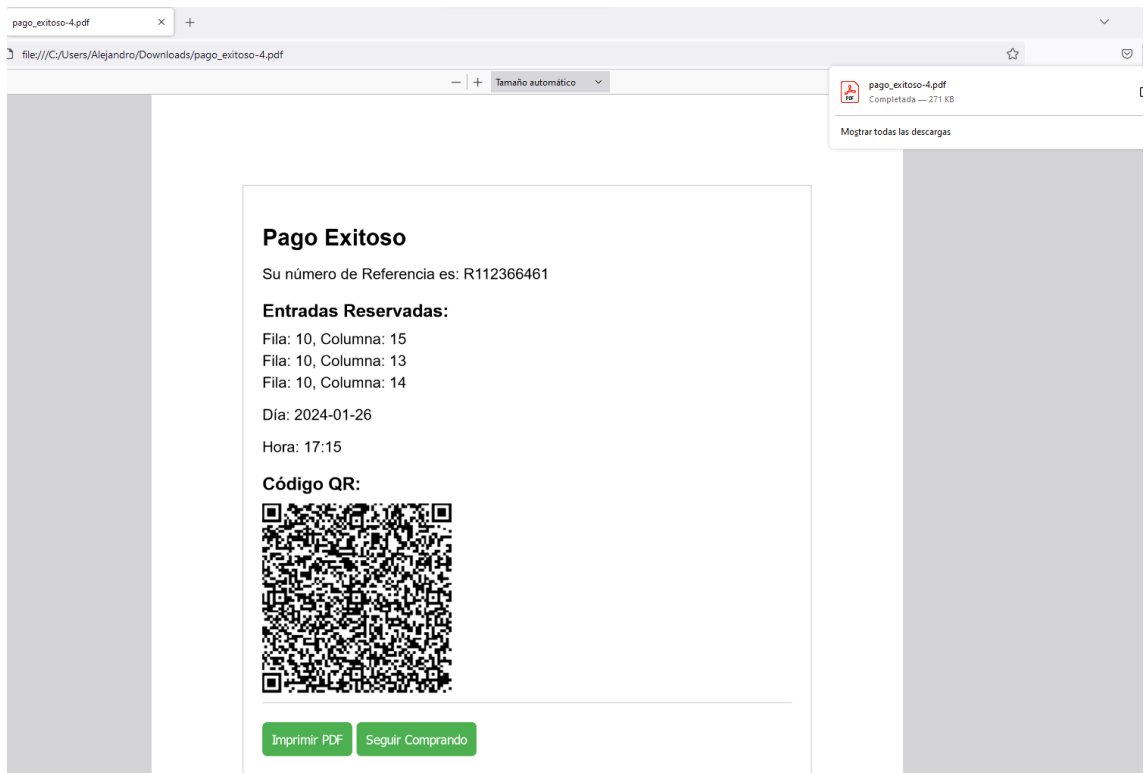 pago_exitoso-4.pdf
file:///C:/Users/Alejandro/Downloads/pago_exitoso-4.pdf
Tamaño automático
pago_exitoso-4.pdf
Completada — 271 KB
Mostrar todas las descargas
Pago Exitoso
Su número de Referencia es: R112366461
Entradas Reservadas:
Fila: 10, Columna: 15
Fila: 10, Columna: 13
Fila: 10, Columna: 14
Día: 2024-01-26
Hora: 17:15
Código QR:
Imprimir PDF Seguir Comprando